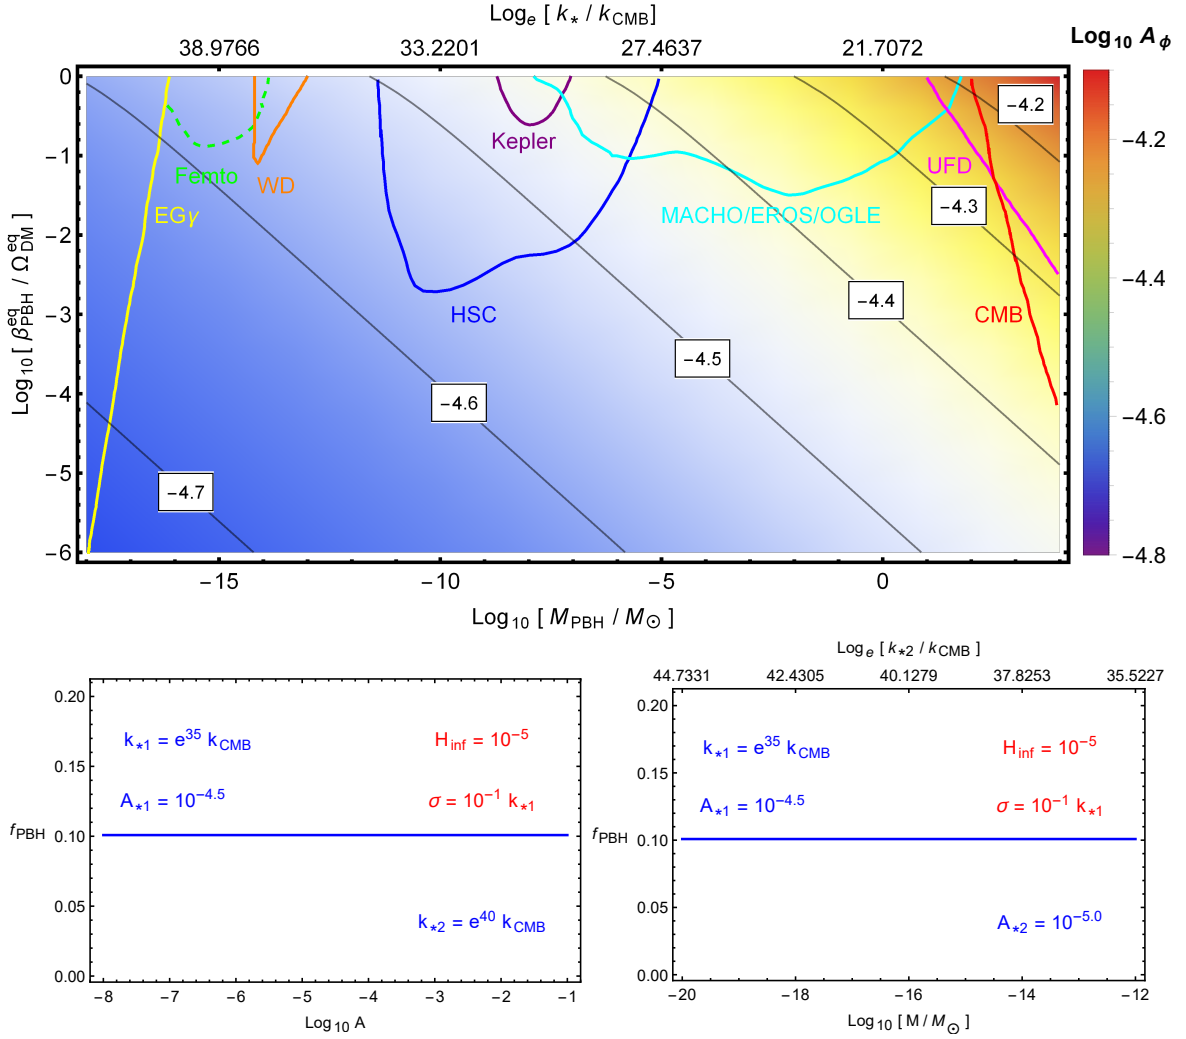 Log_e [ k_* / k_CMB]
38.9766 33.2201 27.4637 21.7072
Log_10 A_ϕ
Log_10 [ β^eq_PBH / Ω^eq_DM ]
0
−1
−2
−3
−4
−5
−6
−4.2
Kepler
Femto
WD
UFD
EGγ
MACHO/EROS/OGLE
−4.3
HSC
CMB
−4.4
−4.5
−4.6
−4.7
−4.2
−4.4
−4.6
−4.8
−15 −10 −5 0
Log_10 [ M_PBH / M_⊙ ]
0.20
0.15
0.10
0.05
0.00
f_PBH
k_*1 = e^35 k_CMB
H_inf = 10^-5
A_*1 = 10^-4.5
σ = 10^-1 k_*1
k_*2 = e^40 k_CMB
−8 −7 −6 −5 −4 −3 −2 −1
Log_10 A
Log_e [ k_*2 / k_CMB ]
44.7331 42.4305 40.1279 37.8253 35.5227
0.20
0.15
0.10
0.05
0.00
f_PBH
k_*1 = e^35 k_CMB
H_inf = 10^-5
A_*1 = 10^-4.5
σ = 10^-1 k_*1
A_*2 = 10^-5.0
−20 −18 −16 −14 −12
Log_10 [ M / M_⊙ ]